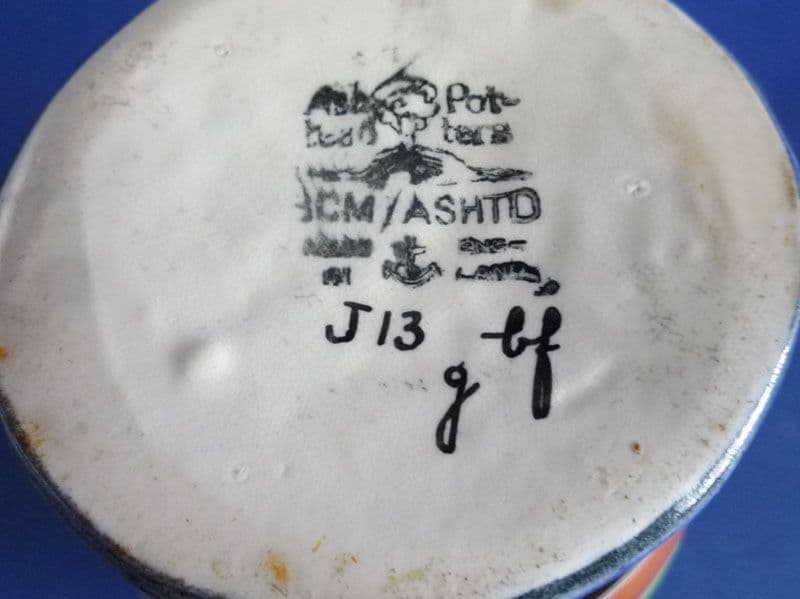 Ash Pot-
tead ters
BCM/ASHTD
ENG-
LAND.
J13
bf
g